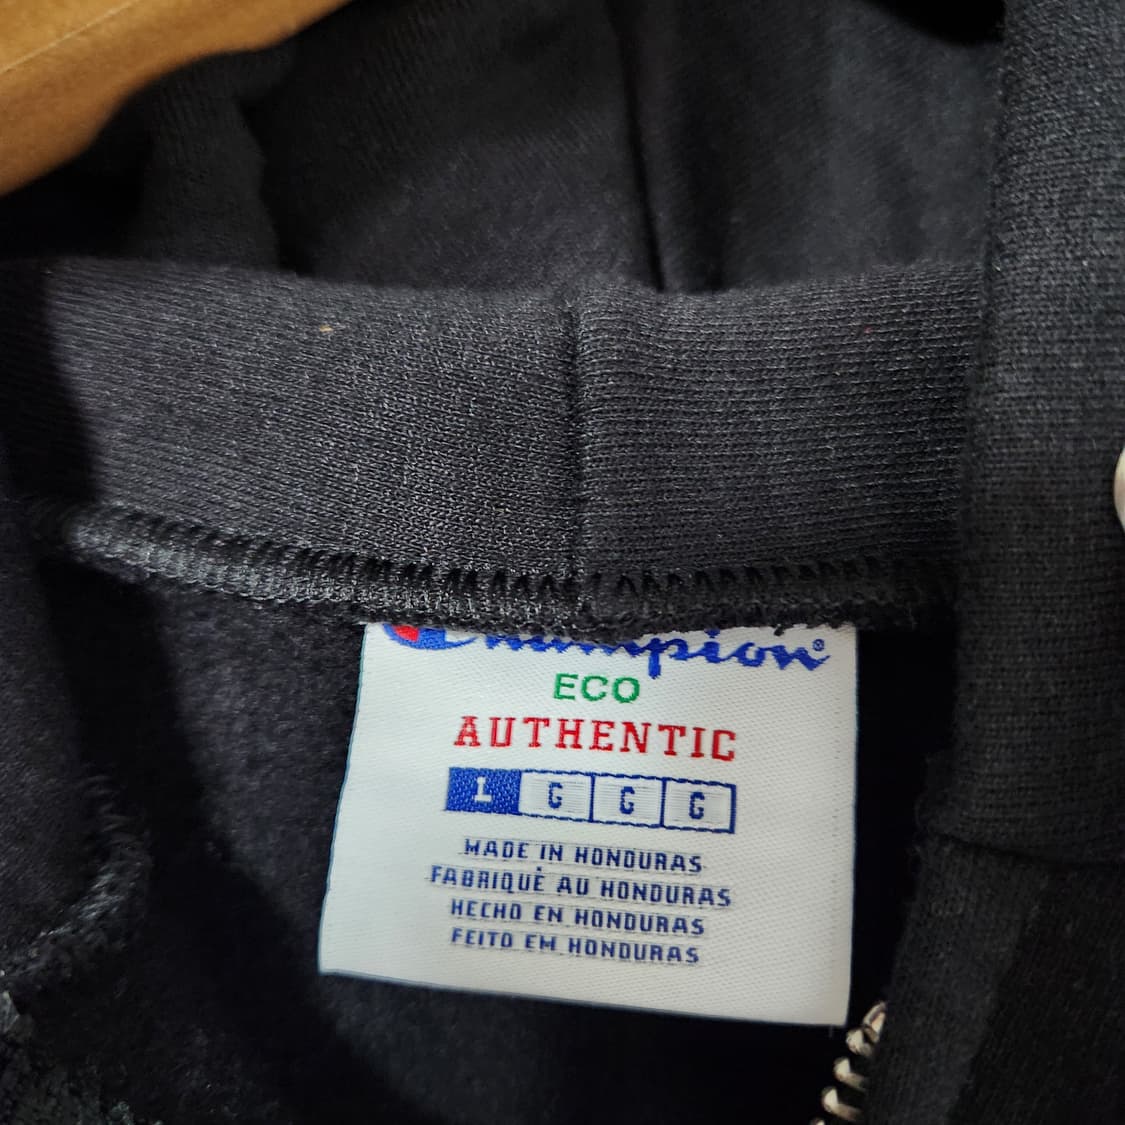 Champion®
ECO
AUTHENTIC
L G G G
MADE IN HONDURAS
FABRIQUÉ AU HONDURAS
HECHO EN HONDURAS
FEITO EM HONDURAS